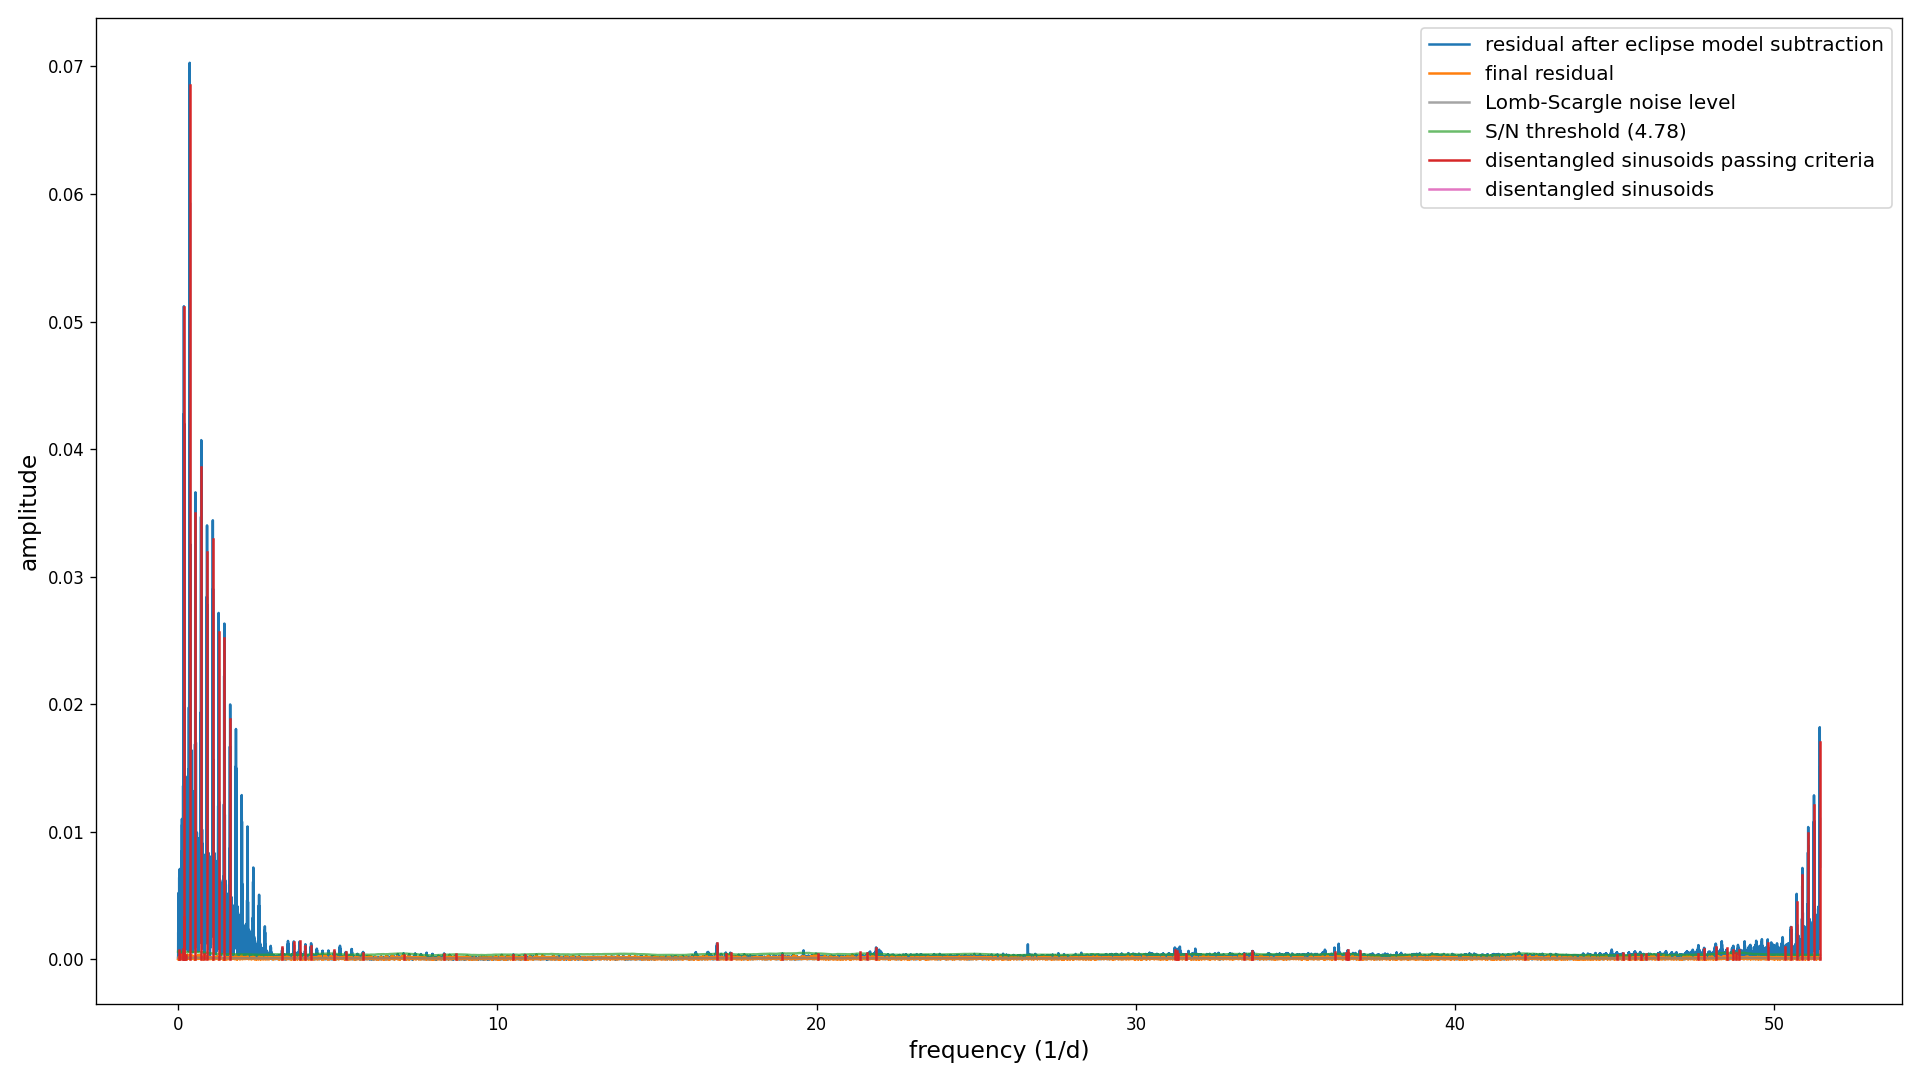 residual after eclipse model subtraction
final residual
Lomb-Scargle noise level
S/N threshold (4.78)
disentangled sinusoids passing criteria
disentangled sinusoids
0.07
0.06
0.05
0.04
0.03
0.02
0.01
0.00
amplitude
0 10 20 30 40 50
frequency (1/d)